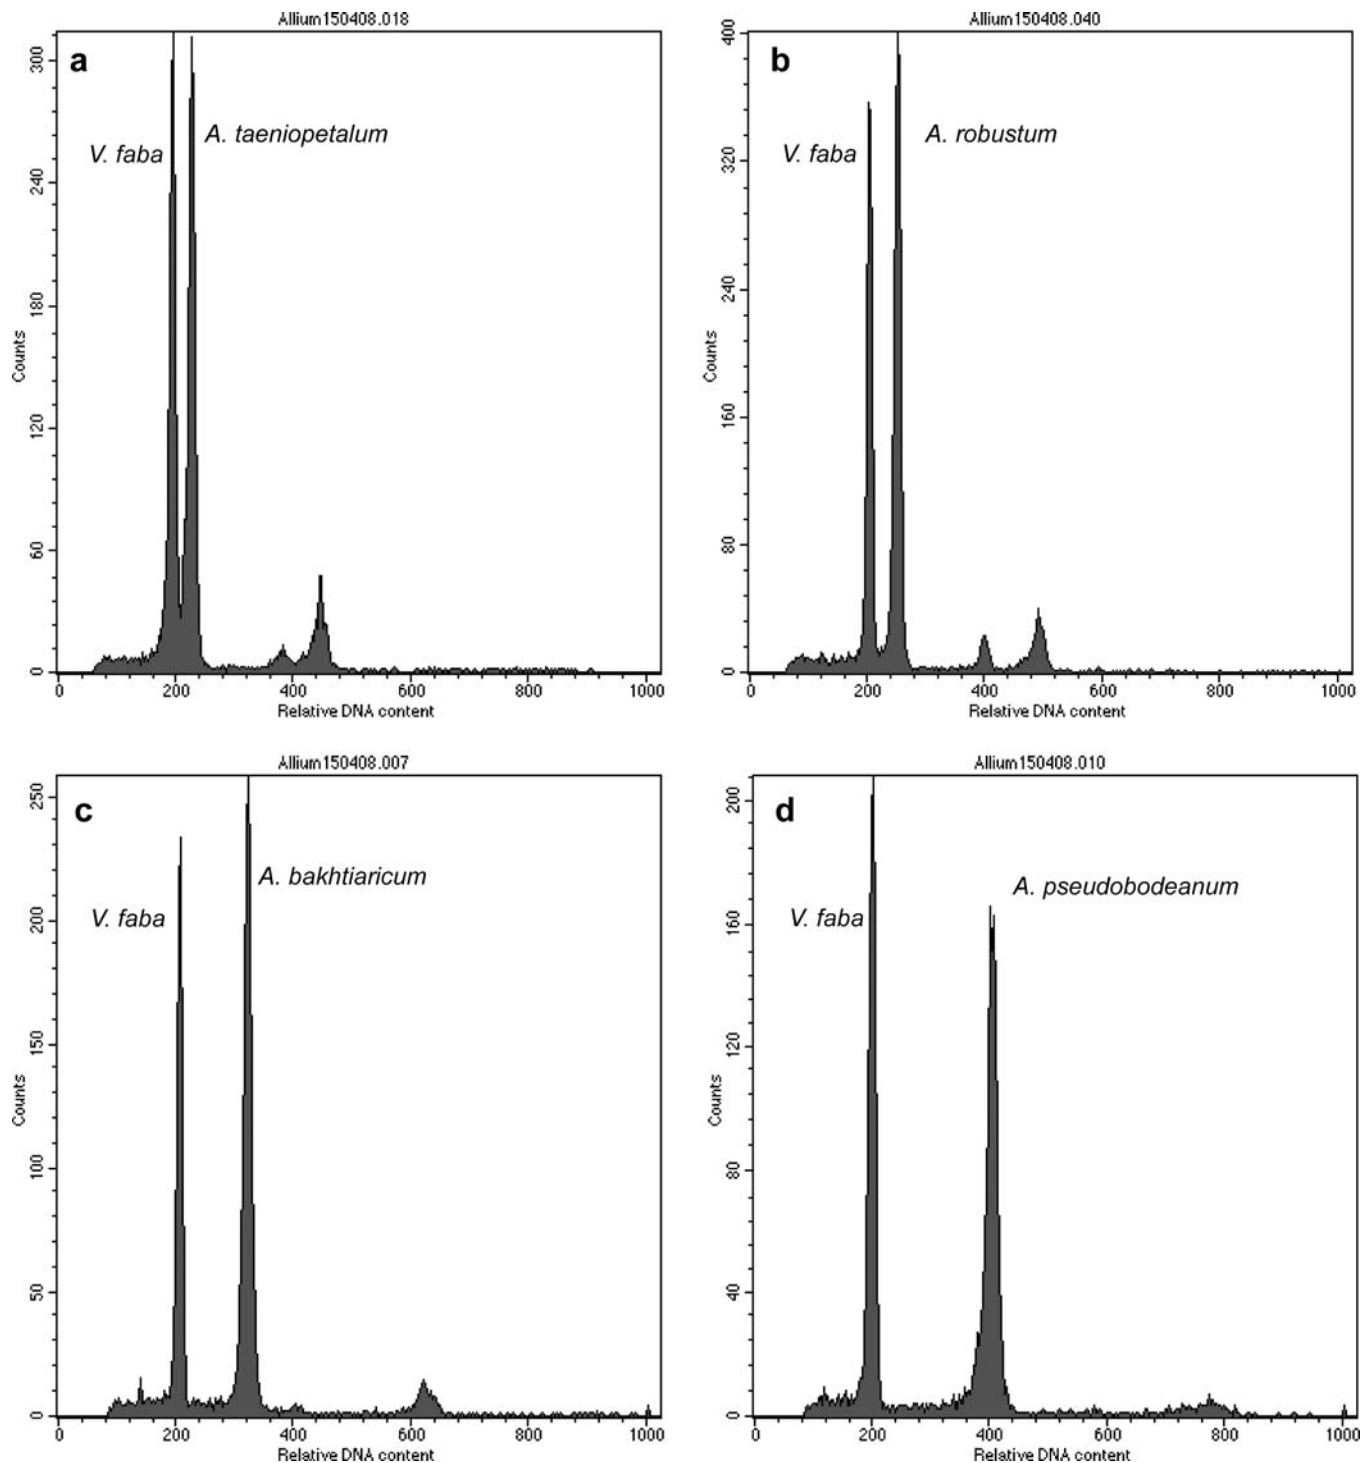 Allium150408.018
a
300
V. faba
A. taeniopetalum
240
180
Counts
120
60
0
0 200 400 600 800 1000
Relative DNA content
Allium150408.040
400
b
V. faba
A. robustum
320
240
Counts
160
80
0
0 200 400 600 800 1000
Relative DNA content
Allium150408.007
250
c
A. bakhtiaricum
V. faba
200
150
Counts
100
50
0
0 200 400 600 800 1000
Relative DNA content
Allium150408.010
200
d
A. pseudobodeanum
V. faba
160
120
Counts
80
40
0
0 200 400 600 800 1000
Relative DNA content